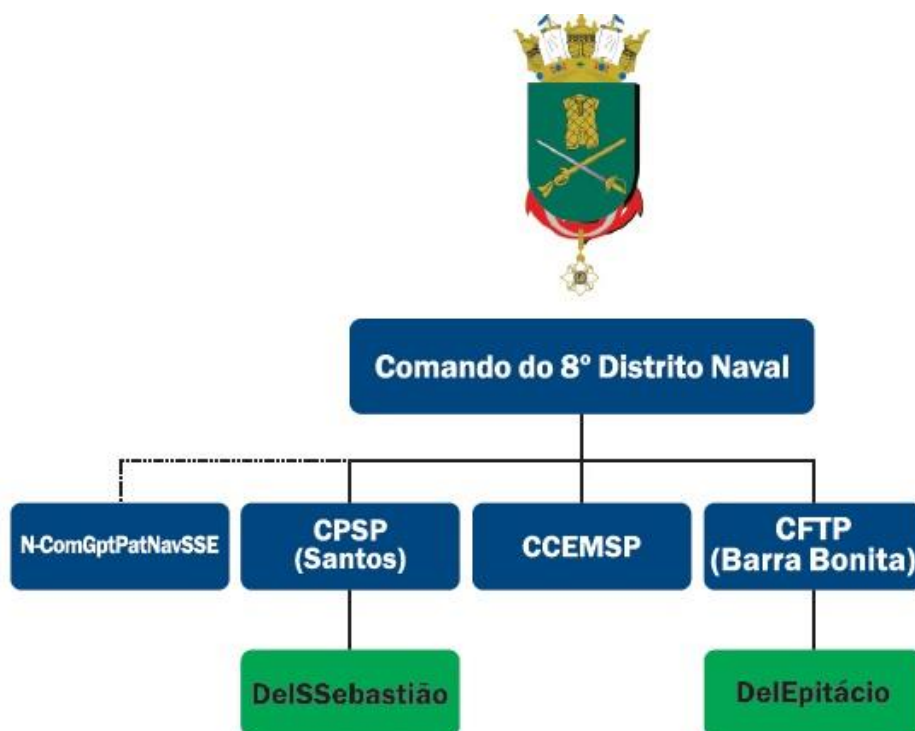 Comando do 8º Distrito Naval
N-ComGptPatNavSSE
CPSP
(Santos)
CCEMSP
CFTP
(Barra Bonita)
DelSSebastião
DelEpitácio